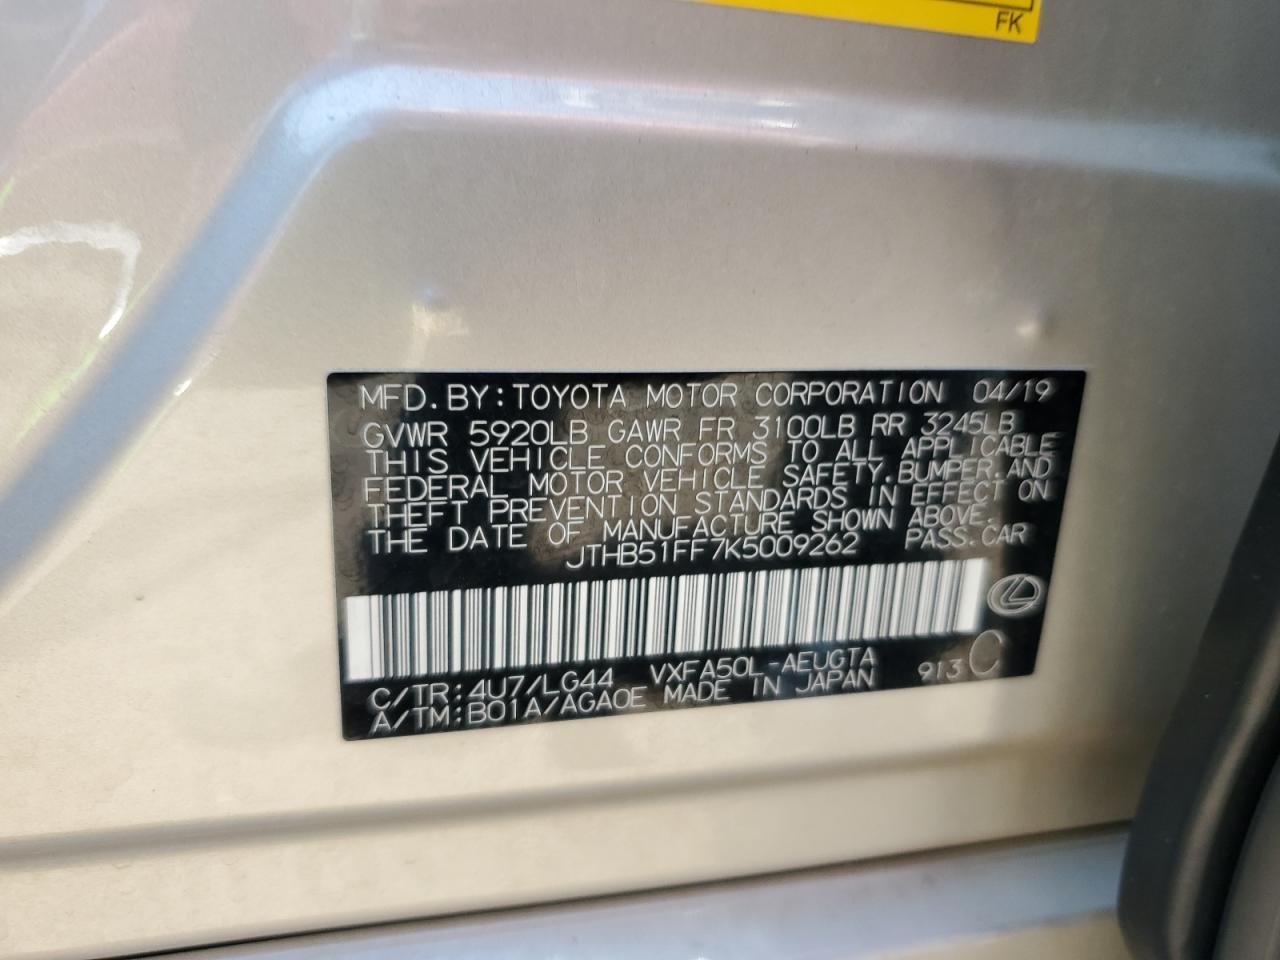 FK
MFD. BY: TOYOTA MOTOR CORPORATION 04/19
GVWR 5920LB GAWR FR 3100LB RR 3245LB
THIS VEHICLE CONFORMS TO ALL APPLICABLE
FEDERAL MOTOR VEHICLE SAFETY, BUMPER, AND
THEFT PREVENTION STANDARDS IN EFFECT ON
THE DATE OF MANUFACTURE SHOWN ABOVE.
JTHB51FF7K5009262 PASS. CAR
C/TR: 4U7/LG44 VXFA50L-AEUGTA 913 C
A/TM: B01A/AGA0E MADE IN JAPAN